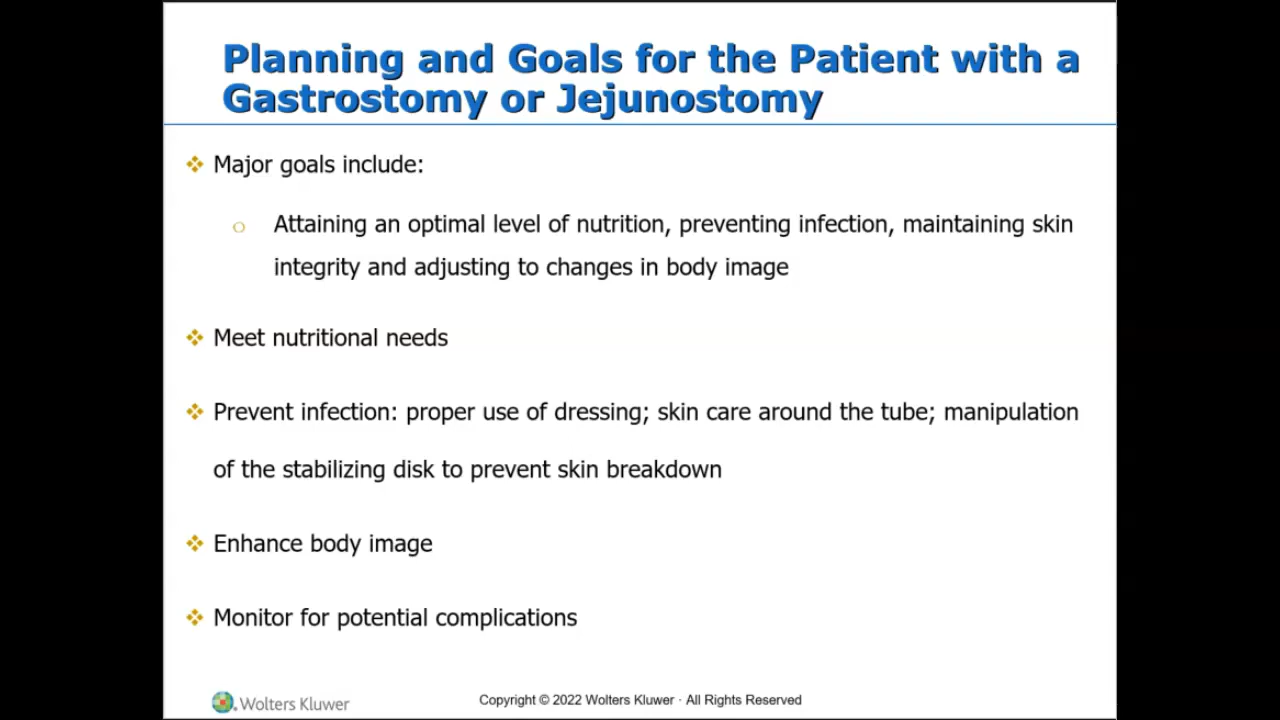 Planning and Goals for the Patient with a
Gastrostomy or Jejunostomy
Major goals include:
Attaining an optimal level of nutrition, preventing infection, maintaining skin
integrity and adjusting to changes in body image
Meet nutritional needs
Prevent infection: proper use of dressing; skin care around the tube; manipulation
of the stabilizing disk to prevent skin breakdown
Enhance body image
Monitor for potential complications
Wolters Kluwer
Copyright © 2022 Wolters Kluwer · All Rights Reserved